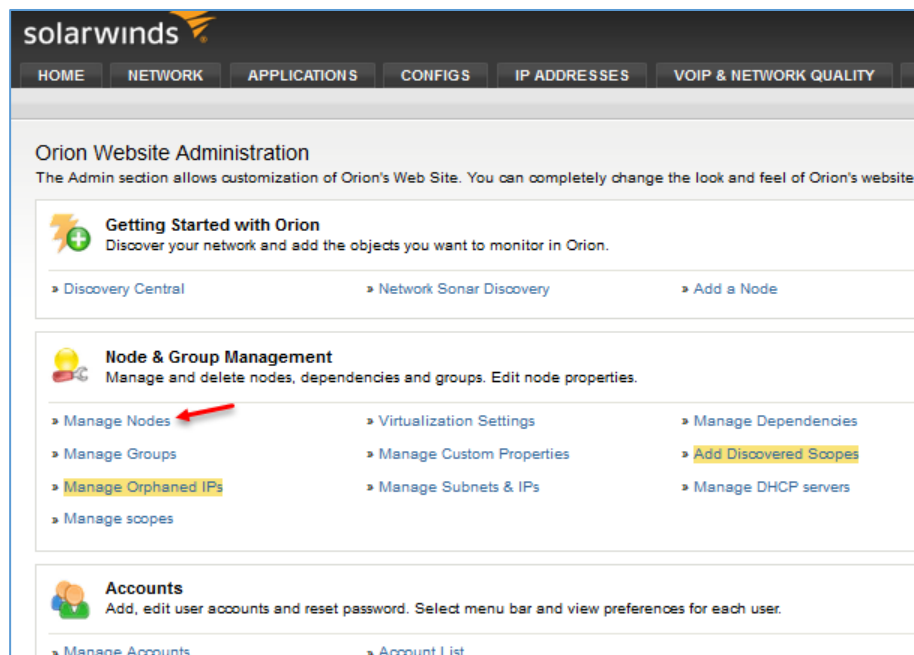 solarwinds
HOME NETWORK APPLICATIONS CONFIGS IP ADDRESSES VOIP & NETWORK QUALITY
Orion Website Administration
The Admin section allows customization of Orion's Web Site. You can completely change the look and feel of Orion's website
Getting Started with Orion
Discover your network and add the objects you want to monitor in Orion.
» Discovery Central » Network Sonar Discovery » Add a Node
Node & Group Management
Manage and delete nodes, dependencies and groups. Edit node properties.
» Manage Nodes » Virtualization Settings » Manage Dependencies
» Manage Groups » Manage Custom Properties » Add Discovered Scopes
» Manage Orphaned IPs » Manage Subnets & IPs » Manage DHCP servers
» Manage scopes
Accounts
Add, edit user accounts and reset password. Select menu bar and view preferences for each user.
» Manage Accounts » Account List